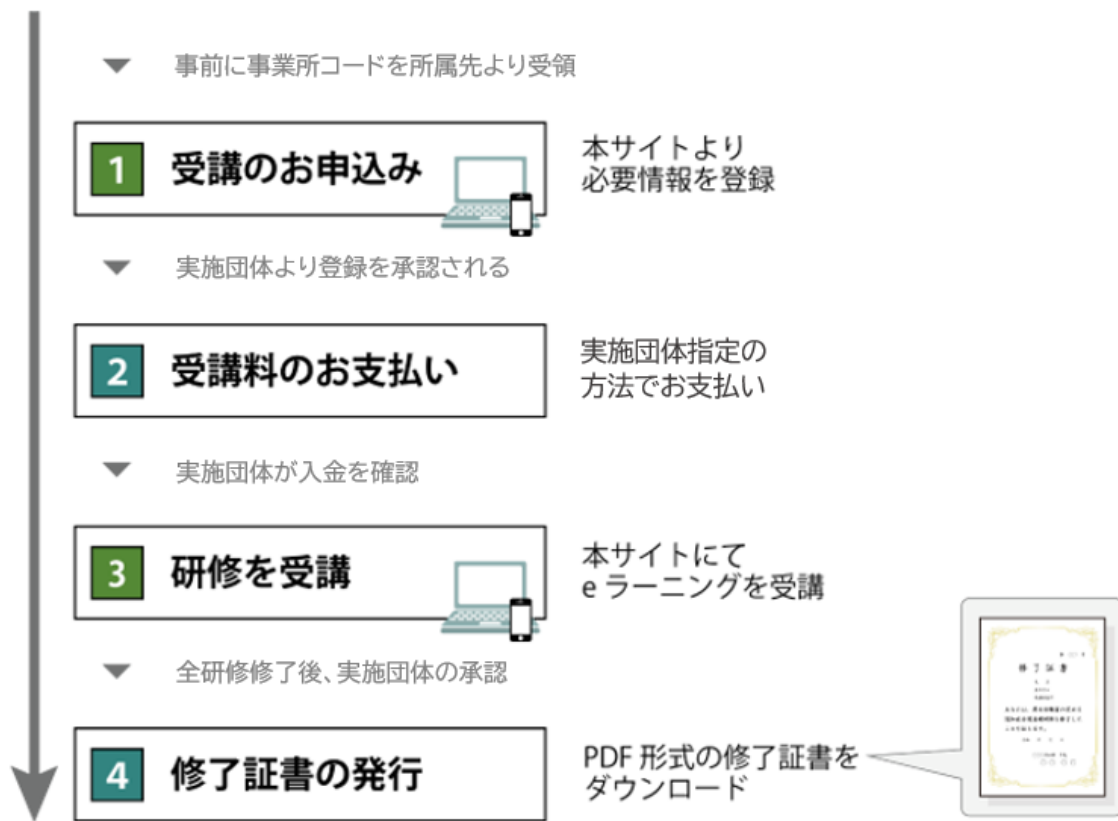 事前に事業所コードを所属先より受領
1 受講のお申込み
本サイトより
必要情報を登録
実施団体より登録を承認される
2 受講料のお支払い
実施団体指定の
方法でお支払い
実施団体が入金を確認
3 研修を受講
本サイトにて
e ラーニングを受講
全研修修了後、実施団体の承認
4 修了証書の発行
PDF 形式の修了証書を
ダウンロード
修了証書